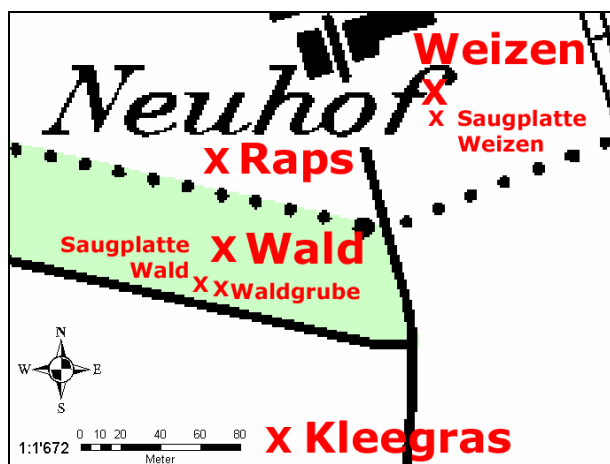 Weizen
Neuhof
X
X Saugplatte
Weizen
X Raps
Saugplatte
Wald
X Wald
X X Waldgrube
N
W E
S
1:1'672
0 10 20 40 60 80
Meter
X Kleegras